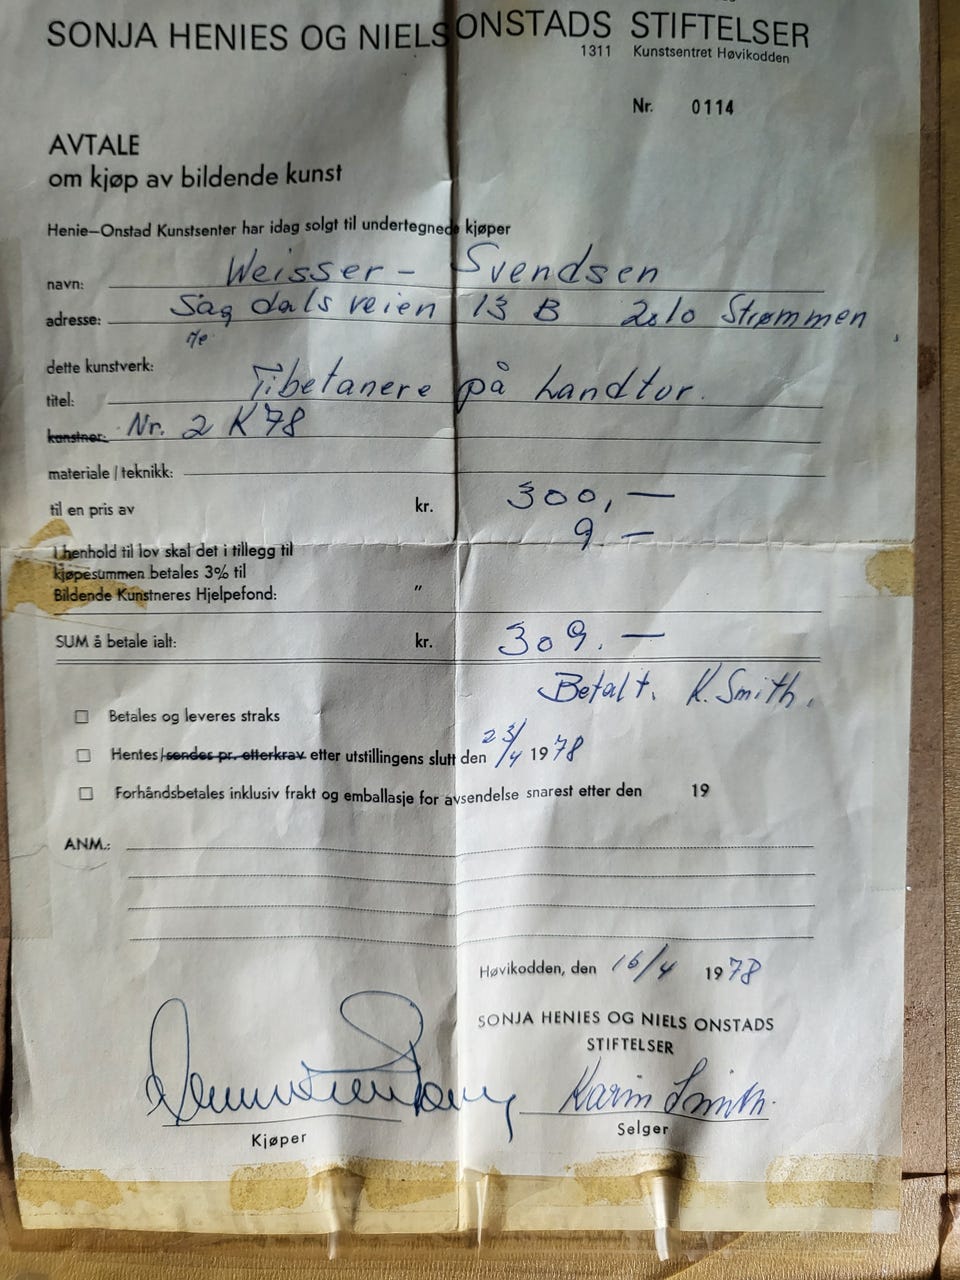 SONJA HENIES OG NIELS ONSTADS STIFTELSER
1311 Kunstsentret Høvikodden
Nr. 0114
AVTALE
om kjøp av bildende kunst
Henie–Onstad Kunstsenter har idag solgt til undertegnede kjøper
navn: Weisser – Svendsen
adresse: Sagdalsveien 13 B 2010 Strømmen
dette kunstverk:
titel: Tibetanere på Landtur.
kunstner: Nr. 2 K78
materiale / teknikk:
til en pris av kr. 300,—
9.—
I henhold til lov skal det i tillegg til
kjøpesummen betales 3% til
Bildende Kunstneres Hjelpefond: "
SUM å betale ialt: kr. 309.—
Betalt. K. Smith.
Betales og leveres straks
Hentes/sendes pr. etterkrav etter utstillingens slutt den 23/4 1978
Forhåndsbetales inklusiv frakt og emballasje for avsendelse snarest etter den 19
ANM.:
Høvikodden, den 16/4 1978
SONJA HENIES OG NIELS ONSTADS
STIFTELSER
Karin Smith.
Kjøper Selger